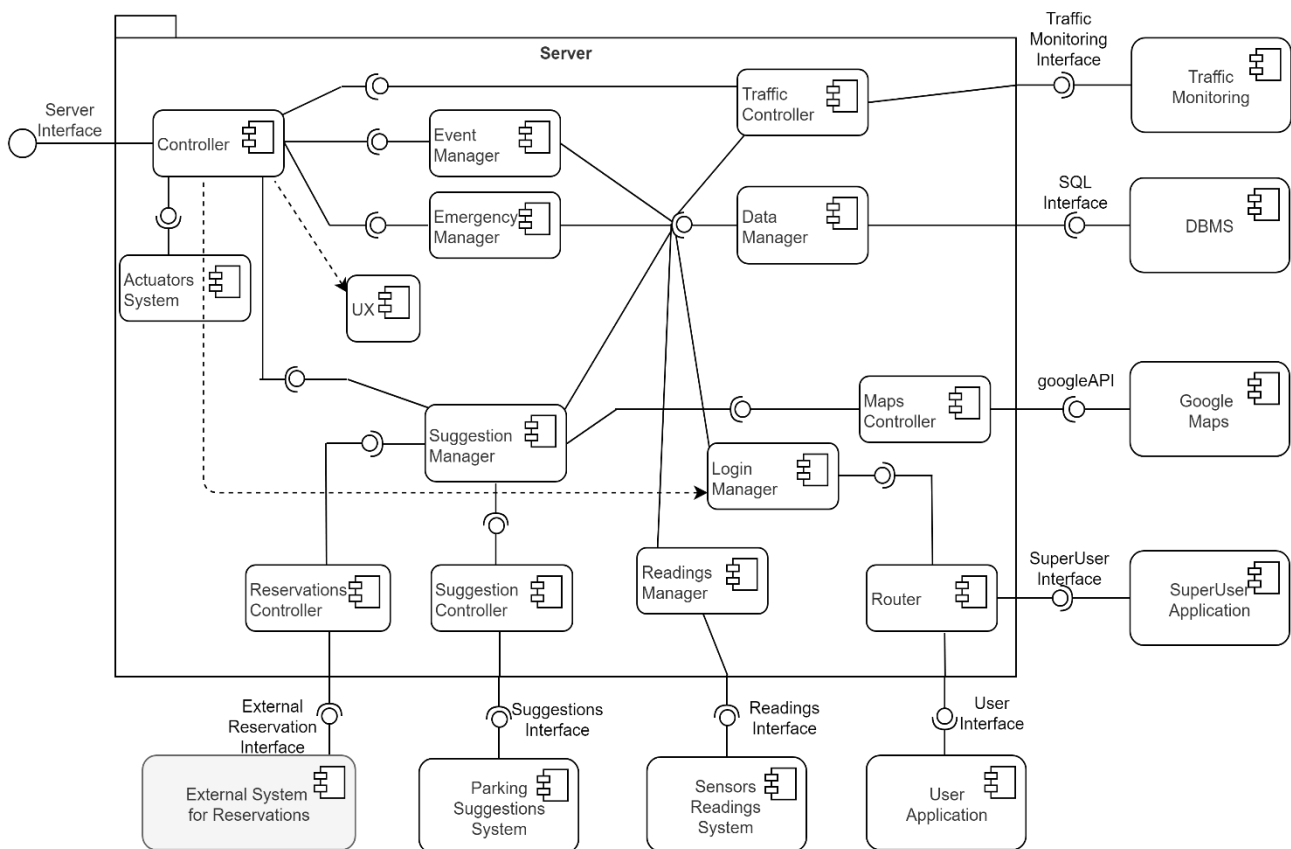 Server
Traffic
Monitoring
Interface
Traffic
Monitoring
Server
Interface
Controller
Event
Manager
Traffic
Controller
SQL
Interface
DBMS
Emergency
Manager
Data
Manager
Actuators
System
UX
googleAPI
Google
Maps
Maps
Controller
Suggestion
Manager
Login
Manager
Reservations
Controller
Suggestion
Controller
Readings
Manager
Router
SuperUser
Interface
SuperUser
Application
External
Reservation
Interface
Suggestions
Interface
Readings
Interface
User
Interface
External System
for Reservations
Parking
Suggestions
System
Sensors
Readings
System
User
Application